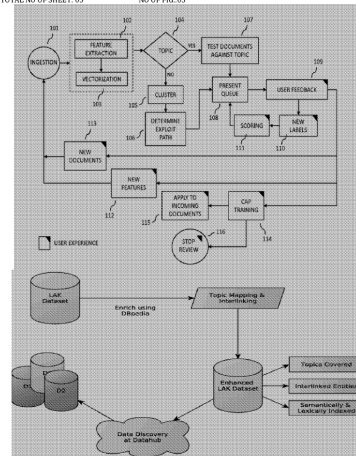 TOTAL NO OF SHEET: 05 NO OF FIG:05
101
102
104
107
FEATURE
EXTRACTION
TOPIC
YES
TEST DOCUMENTS
AGAINST TOPIC
109
INGESTION
VECTORIZATION
NO
103
105
CLUSTER
PRESENT
QUEUE
USER FEEDBACK
108
113
106
DETERMINE
EXPLOIT
PATH
SCORING
NEW
LABELS
111
110
NEW
DOCUMENTS
NEW
FEATURES
112
APPLY TO
INCOMING
DOCUMENTS
CAP
TRAINING
115
116
114
STOP
REVIEW
USER EXPERIENCE
LAK
Dataset
Enrich using
DBpedia
Topic Mapping &
Interlinking
D2
Enhanced
LAK Dataset
Topics Covered
Interlinked Entities
Semantically &
Lexically Indexed
Data Discovery
at Datahub